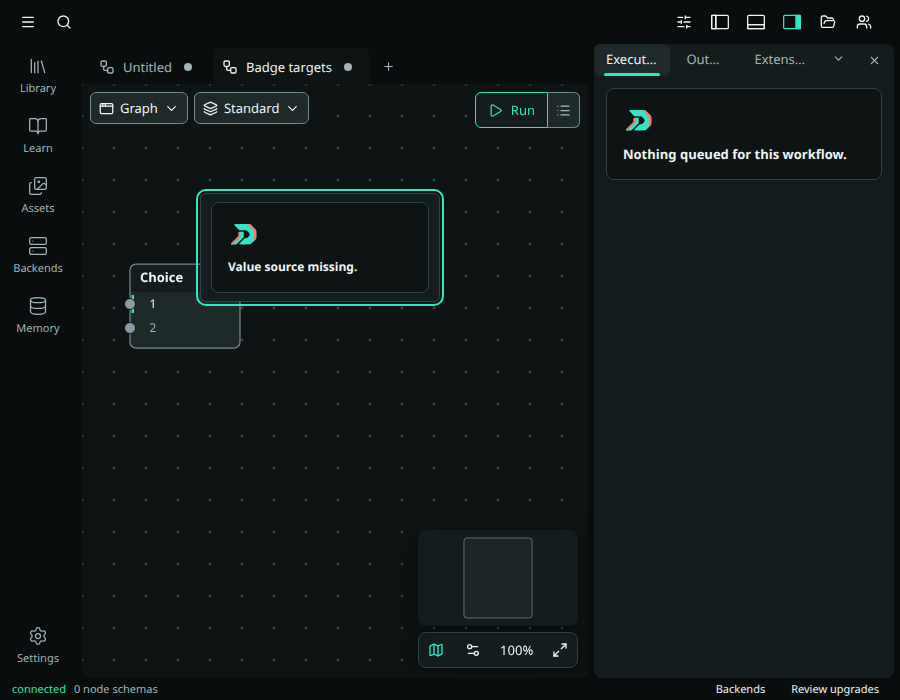 Untitled
Badge targets
Execut...
Out...
Extens...
Library
Learn
Assets
Backends
Memory
Settings
Graph
Standard
Run
Nothing queued for this workflow.
Value source missing.
Choice
1
2
100%
connected
0 node schemas
Backends
Review upgrades